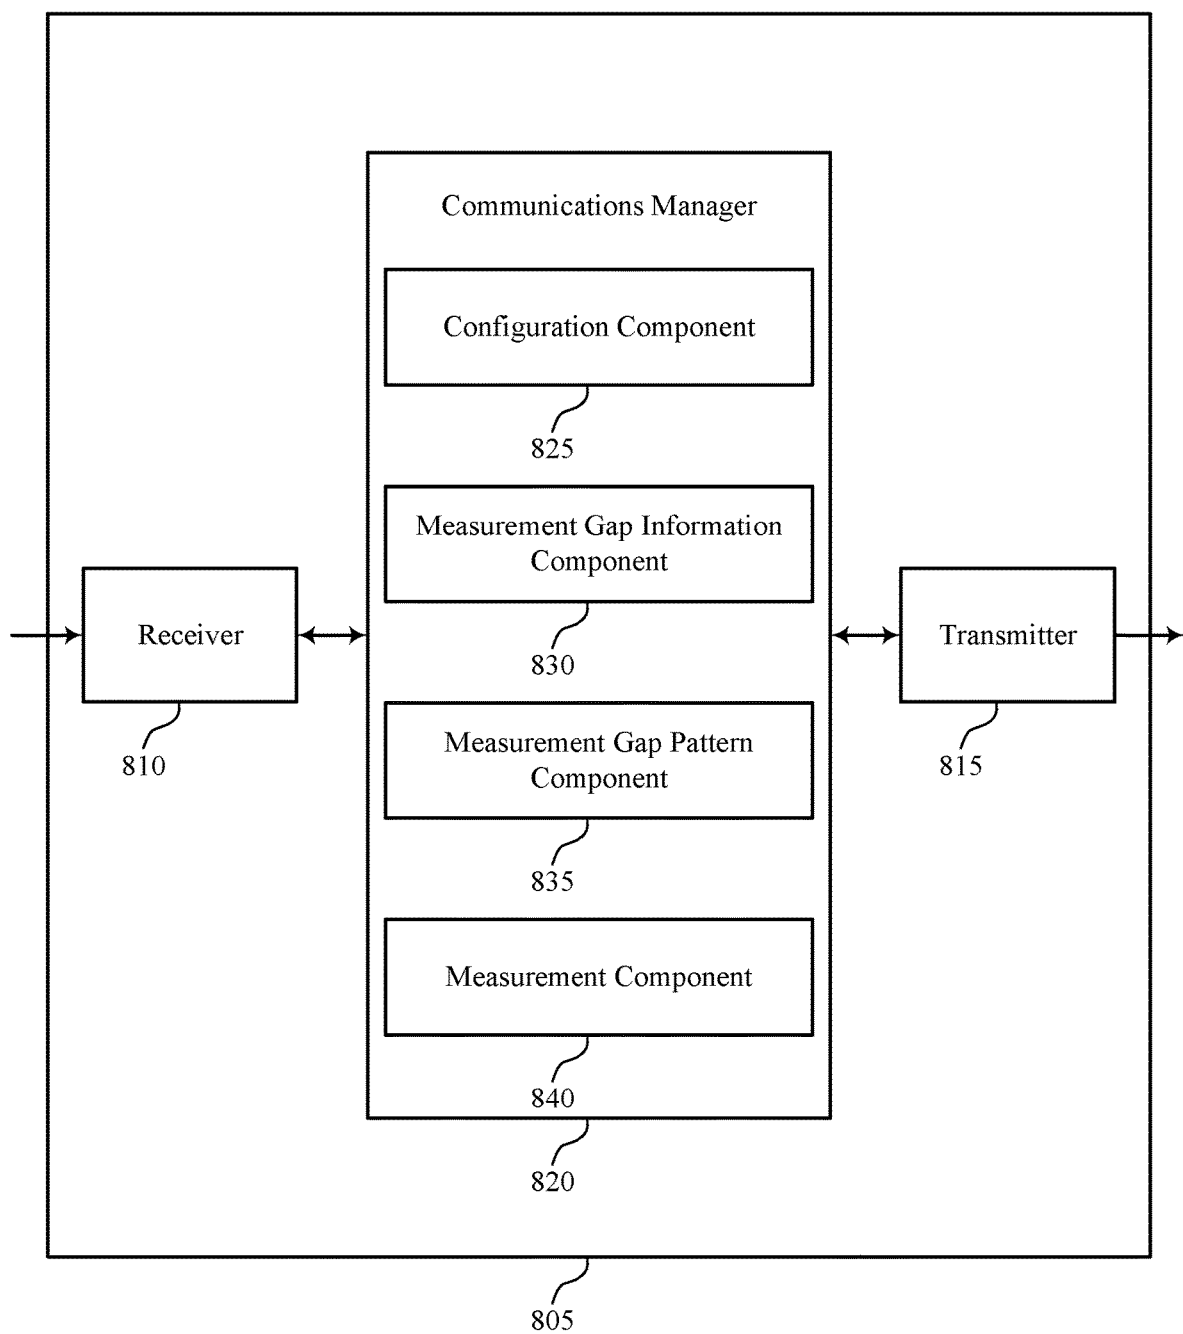 Communications Manager
Configuration Component
825
Measurement Gap Information
Component
830
Receiver
810
Transmitter
815
Measurement Gap Pattern
Component
835
Measurement Component
840
820
805